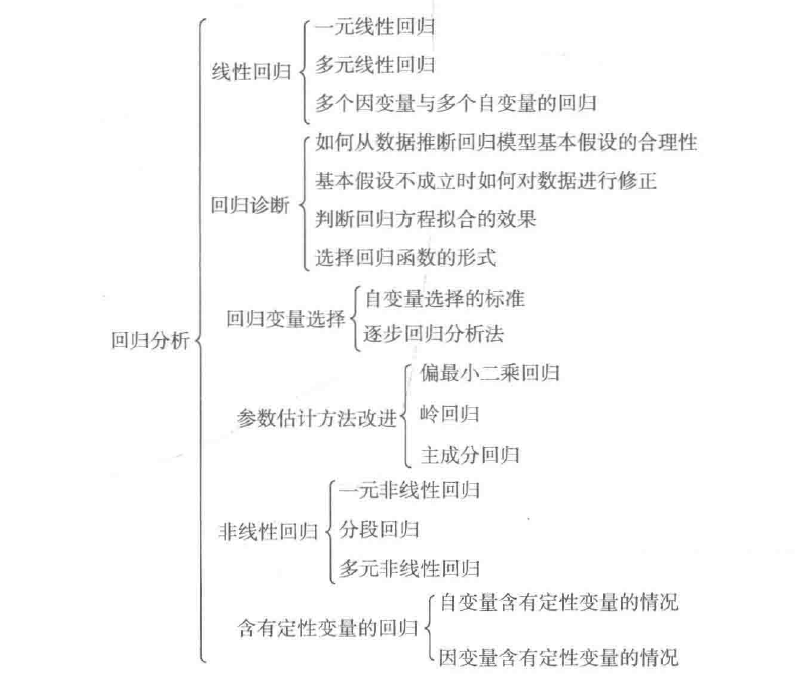 一元线性回归
线性回归
多元线性回归
多个因变量与多个自变量的回归
如何从数据推断回归模型基本假设的合理性
基本假设不成立时如何对数据进行修正
回归诊断
判断回归方程拟合的效果
选择回归函数的形式
自变量选择的标准
回归变量选择
逐步回归分析法
回归分析
偏最小二乘回归
参数估计方法改进
岭回归
主成分回归
一元非线性回归
非线性回归
分段回归
多元非线性回归
自变量含有定性变量的情况
含有定性变量的回归
因变量含有定性变量的情况